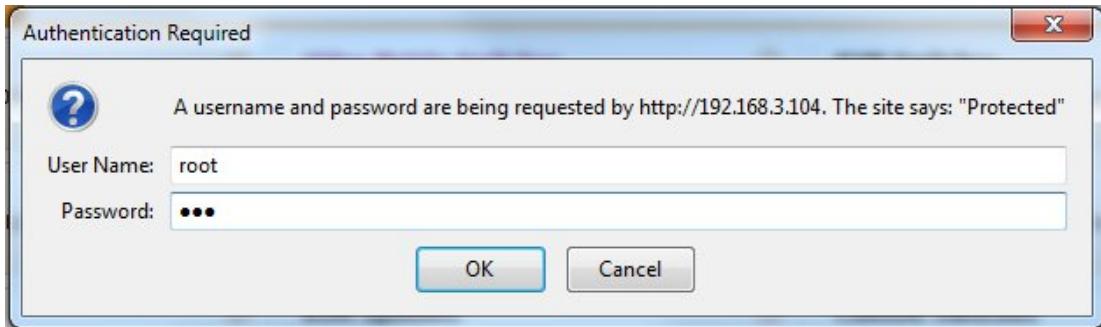 Authentication Required
A username and password are being requested by http://192.168.3.104. The site says: "Protected"
User Name: root
Password: •••
OK Cancel